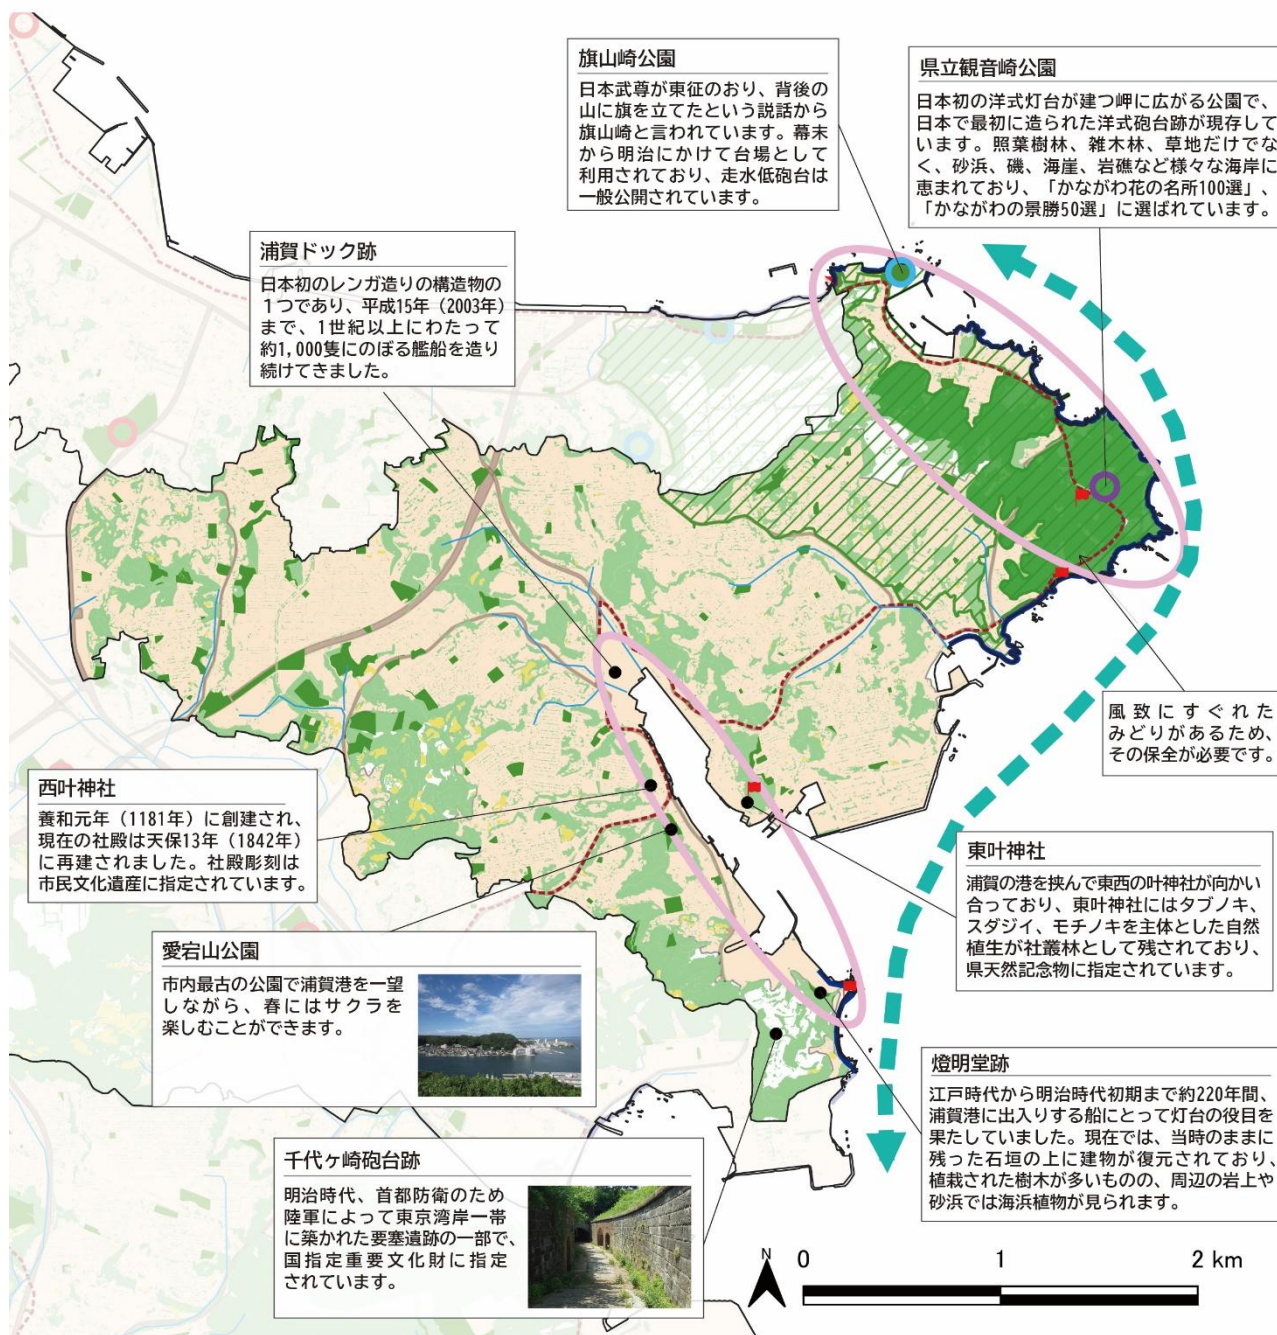 旗山崎公園
日本武尊が東征のおり、背後の
山に旗を立てたという説話から
旗山崎と言われています。幕末
から明治にかけて台場として
利用されており、走水低砲台は
一般公開されています。
県立観音崎公園
日本初の洋式灯台が建つ岬に広がる公園で、
日本で最初に造られた洋式砲台跡が現存して
います。照葉樹林、雑木林、草地だけでな
く、砂浜、磯、海崖、岩礁など様々な海岸に
恵まれており、「かながわ花の名所100選」、
「かながわの景勝50選」に選ばれています。
浦賀ドック跡
日本初のレンガ造りの構造物の
１つであり、平成15年（2003年）
まで、1世紀以上にわたって
約1,000隻にのぼる艦船を造り
続けてきました。
風致にすぐれた
みどりがあるため、
その保全が必要です。
西叶神社
養和元年（1181年）に創建され、
現在の社殿は天保13年（1842年）
に再建されました。社殿彫刻は
市民文化遺産に指定されています。
東叶神社
浦賀の港を挟んで東西の叶神社が向かい
合っており、東叶神社にはタブノキ、
スダジイ、モチノキを主体とした自然
植生が社叢林として残されており、
県天然記念物に指定されています。
愛宕山公園
市内最古の公園で浦賀港を一望
しながら、春にはサクラを
楽しむことができます。
燈明堂跡
江戸時代から明治時代初期まで約220年間、
浦賀港に出入りする船にとって灯台の役目を
果たしていました。現在では、当時のままに
残った石垣の上に建物が復元されており、
植栽された樹木が多いものの、周辺の岩上や
砂浜では海浜植物が見られます。
千代ヶ崎砲台跡
明治時代、首都防衛のため
陸軍によって東京湾岸一帯
に築かれた要塞遺跡の一部で、
国指定重要文化財に指定
されています。
N
0 1 2 km